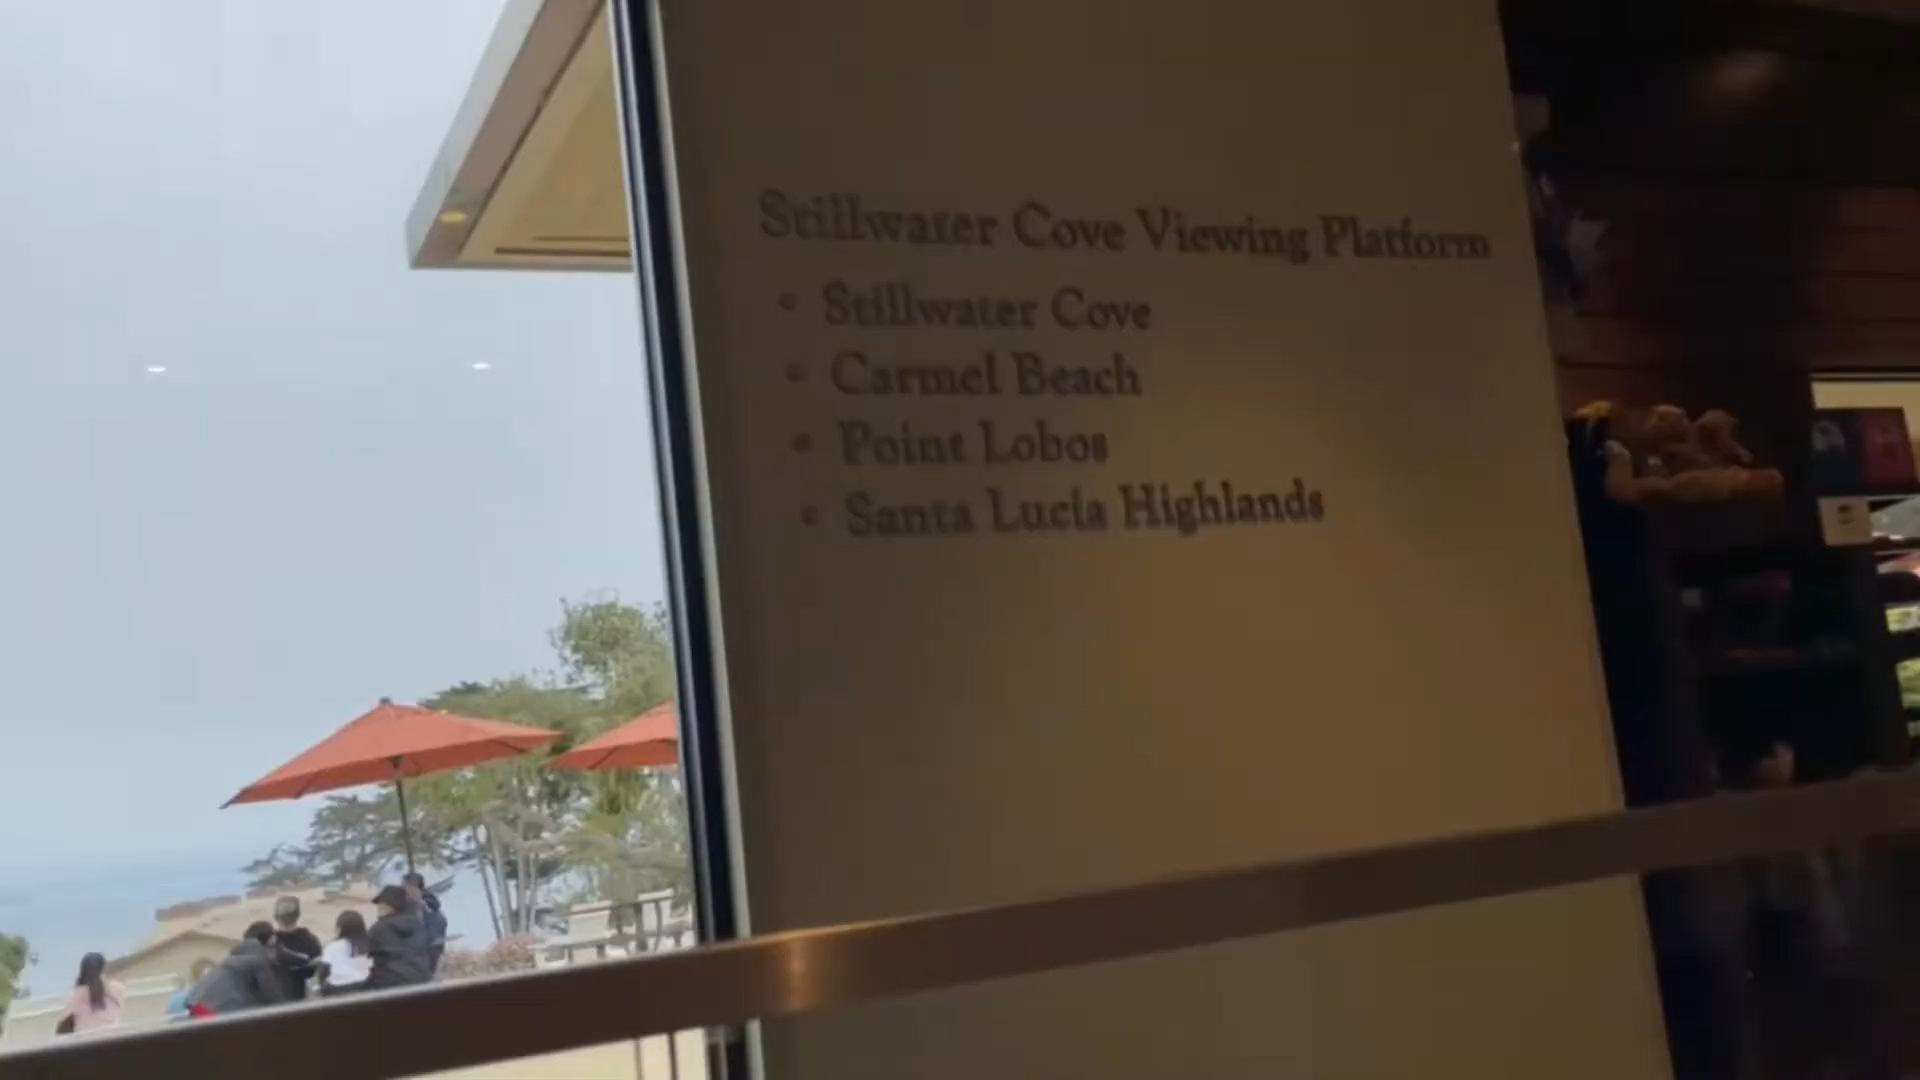 Stillwater Cove Viewing Platform
• Stillwater Cove
• Carmel Beach
• Point Lobos
• Santa Lucia Highlands